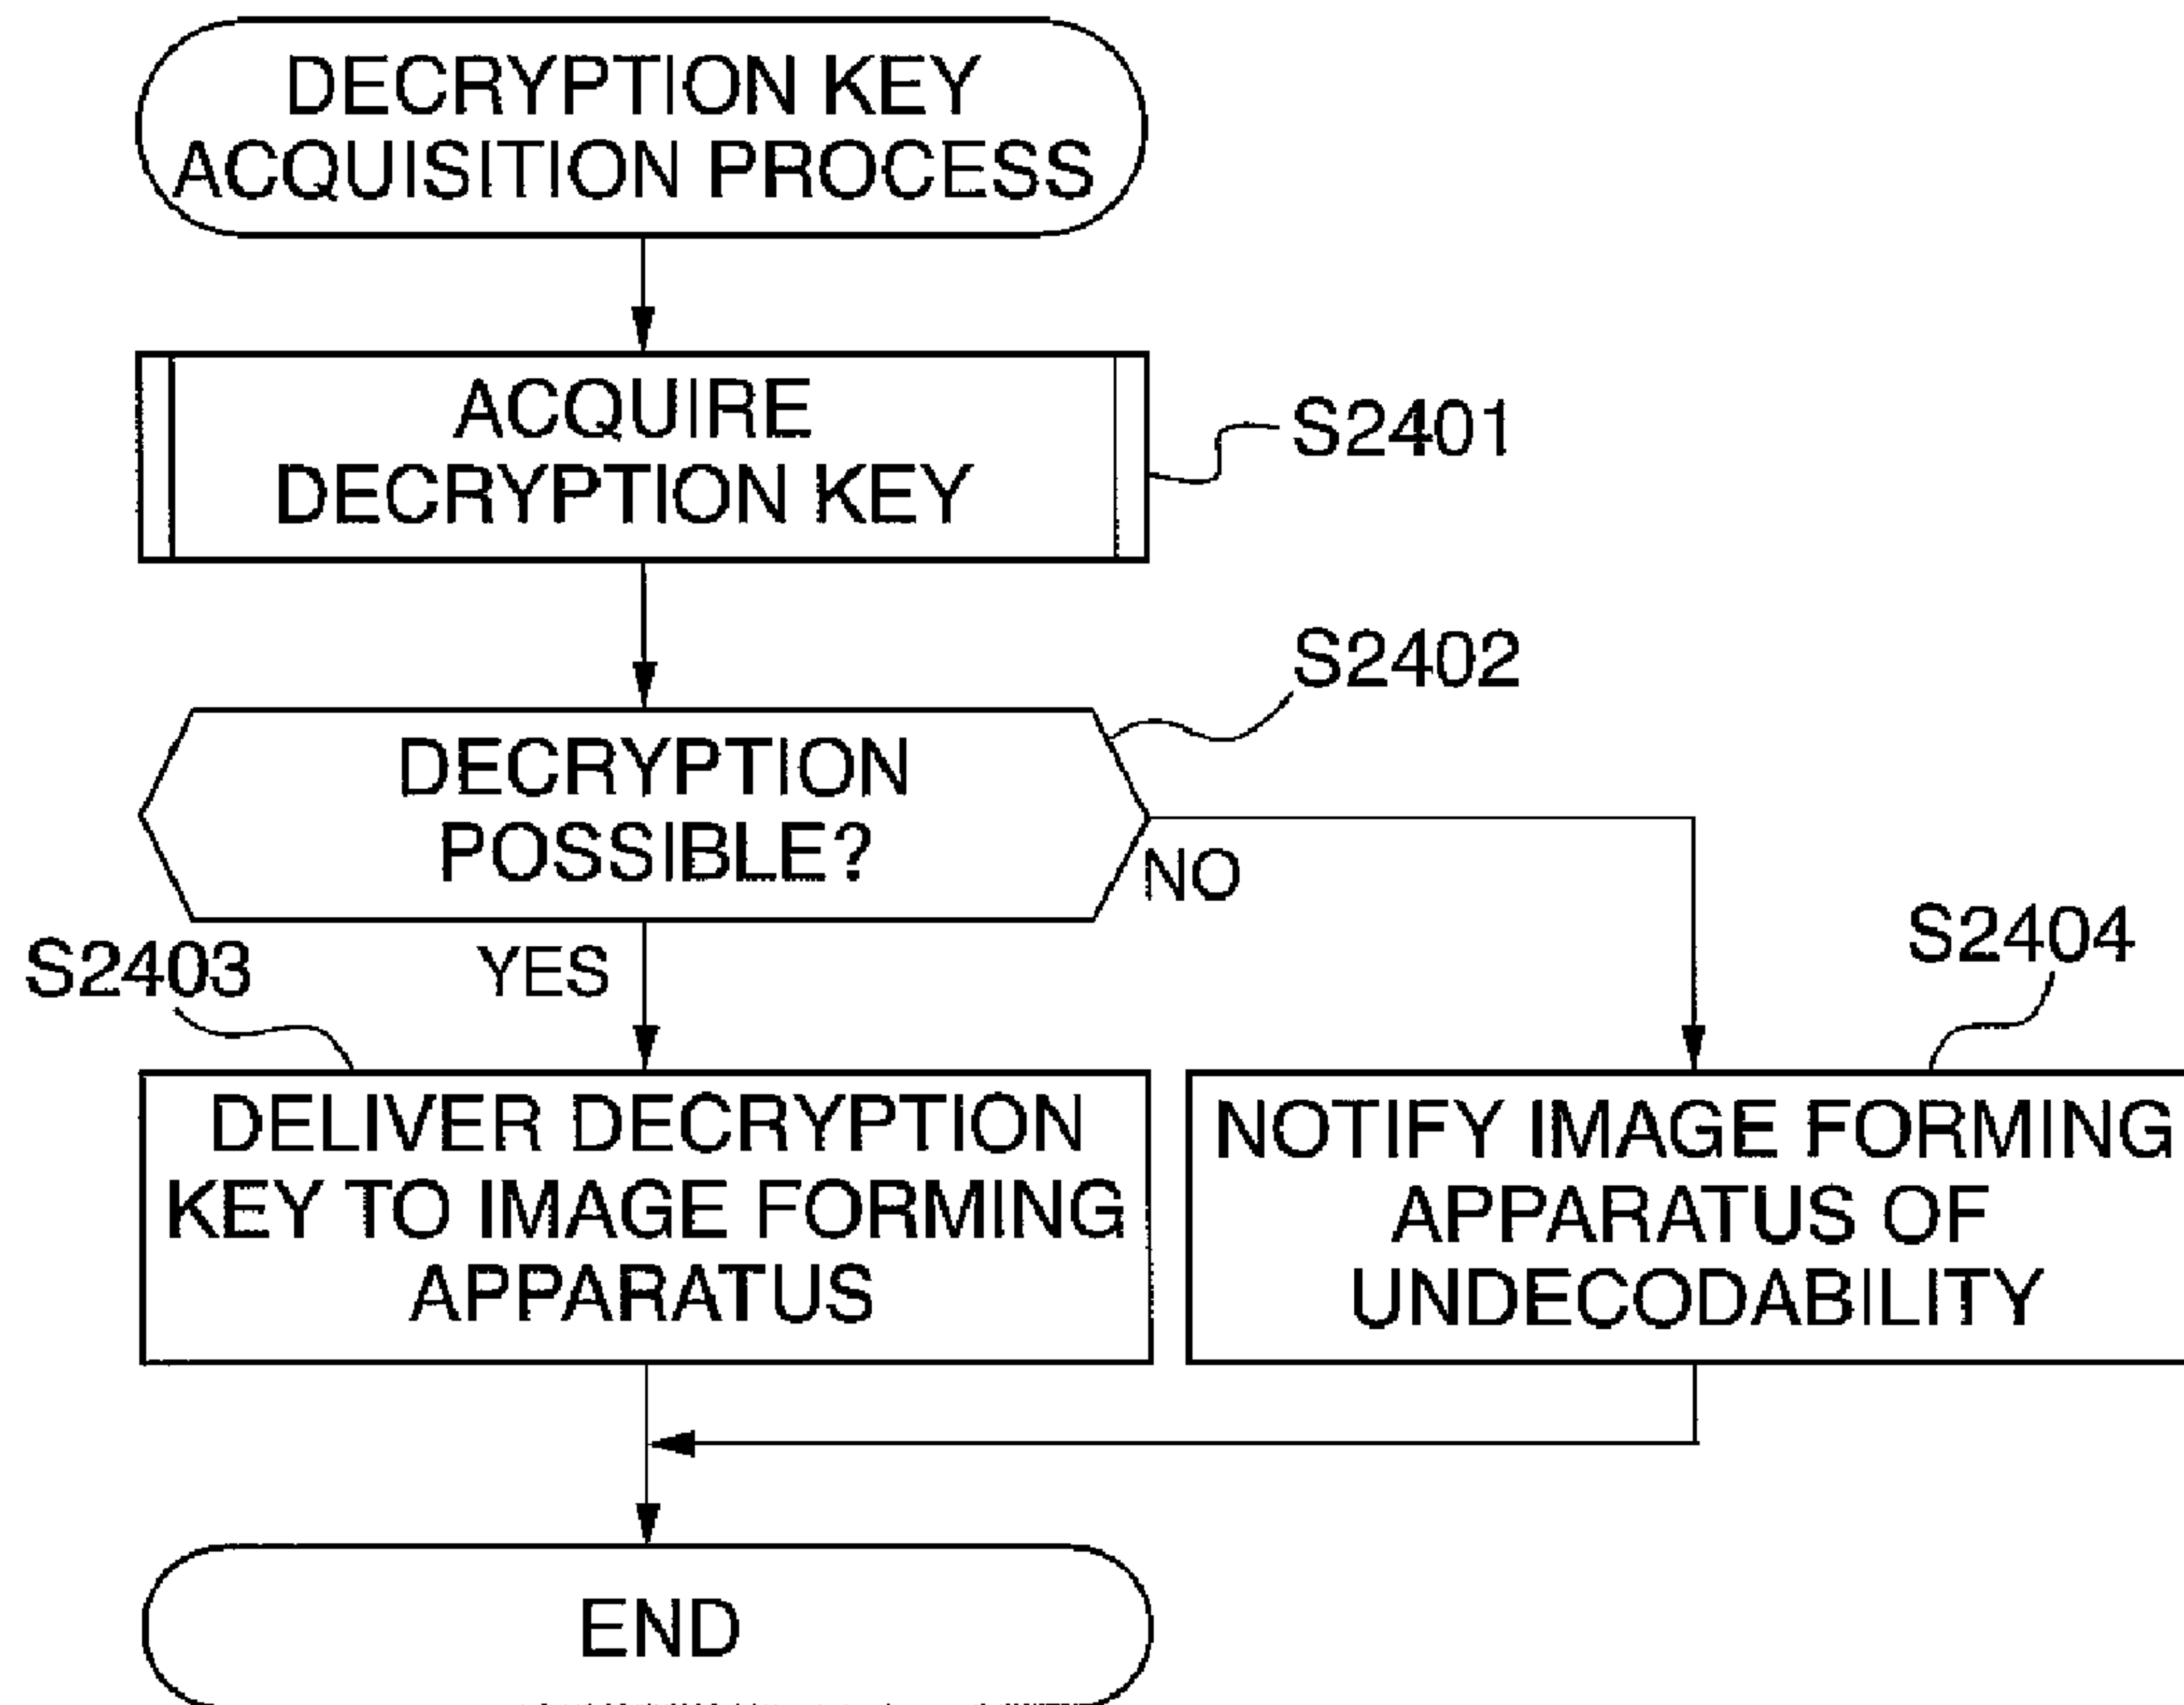 DECRYPTION KEY
ACQUISITION PROCESS
ACQUIRE
DECRYPTION KEY
S2401
S2402
DECRYPTION
POSSIBLE?
NO
YES
S2403
S2404
DELIVER DECRYPTION
KEY TO IMAGE FORMING
APPARATUS
NOTIFY IMAGE FORMING
APPARATUS OF
UNDECODABILITY
END